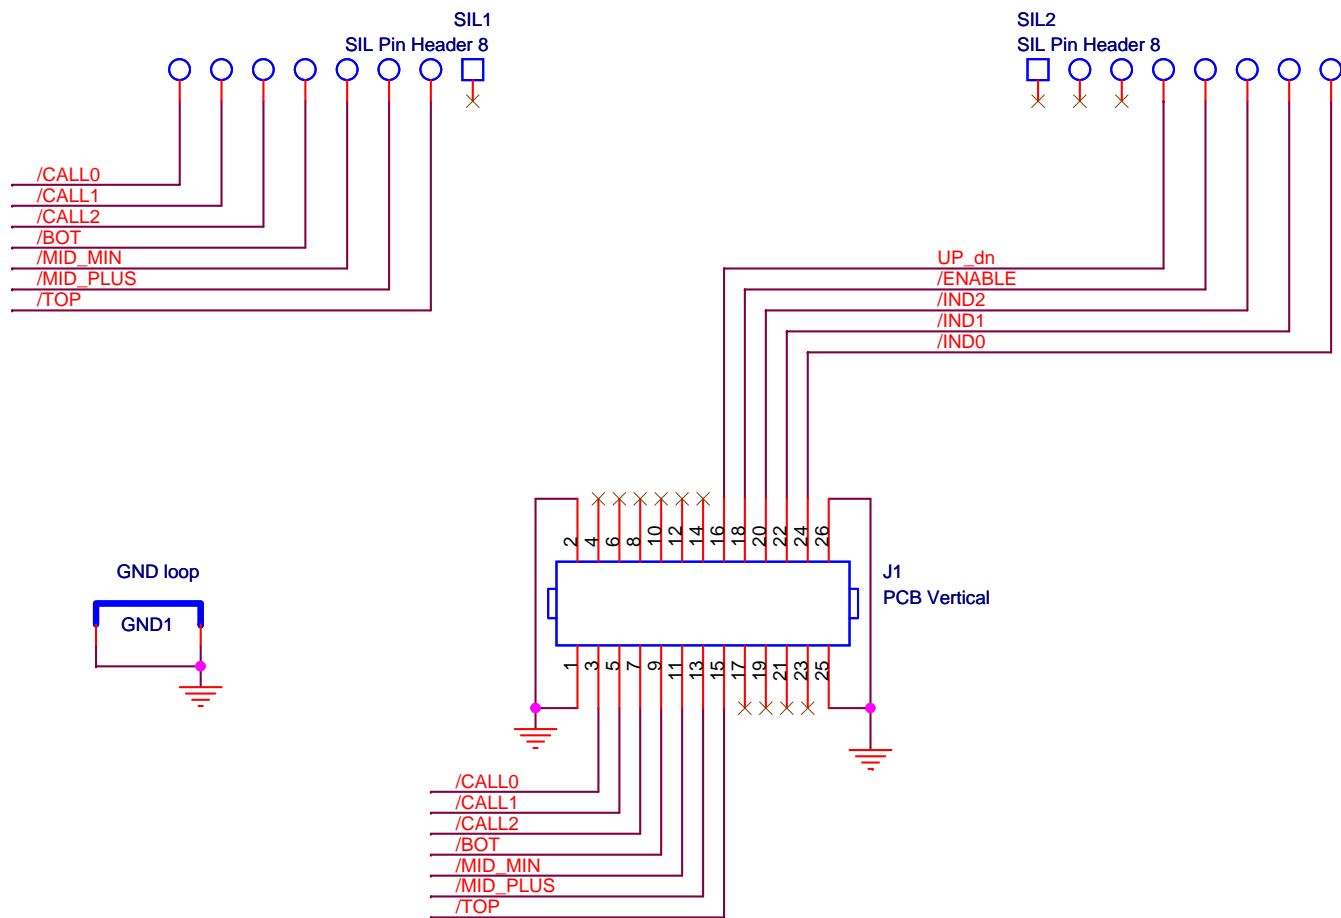 SIL1
SIL Pin Header 8
SIL2
SIL Pin Header 8
/CALL0
/CALL1
/CALL2
/BOT
/MID_MIN
/MID_PLUS
/TOP
UP_dn
/ENABLE
/IND2
/IND1
/IND0
2 4 6 8 10 12 14 16 18 20 22 24 26
GND loop
GND1
J1
PCB Vertical
1 3 5 7 9 11 13 15 17 19 21 23 25
/CALL0
/CALL1
/CALL2
/BOT
/MID_MIN
/MID_PLUS
/TOP